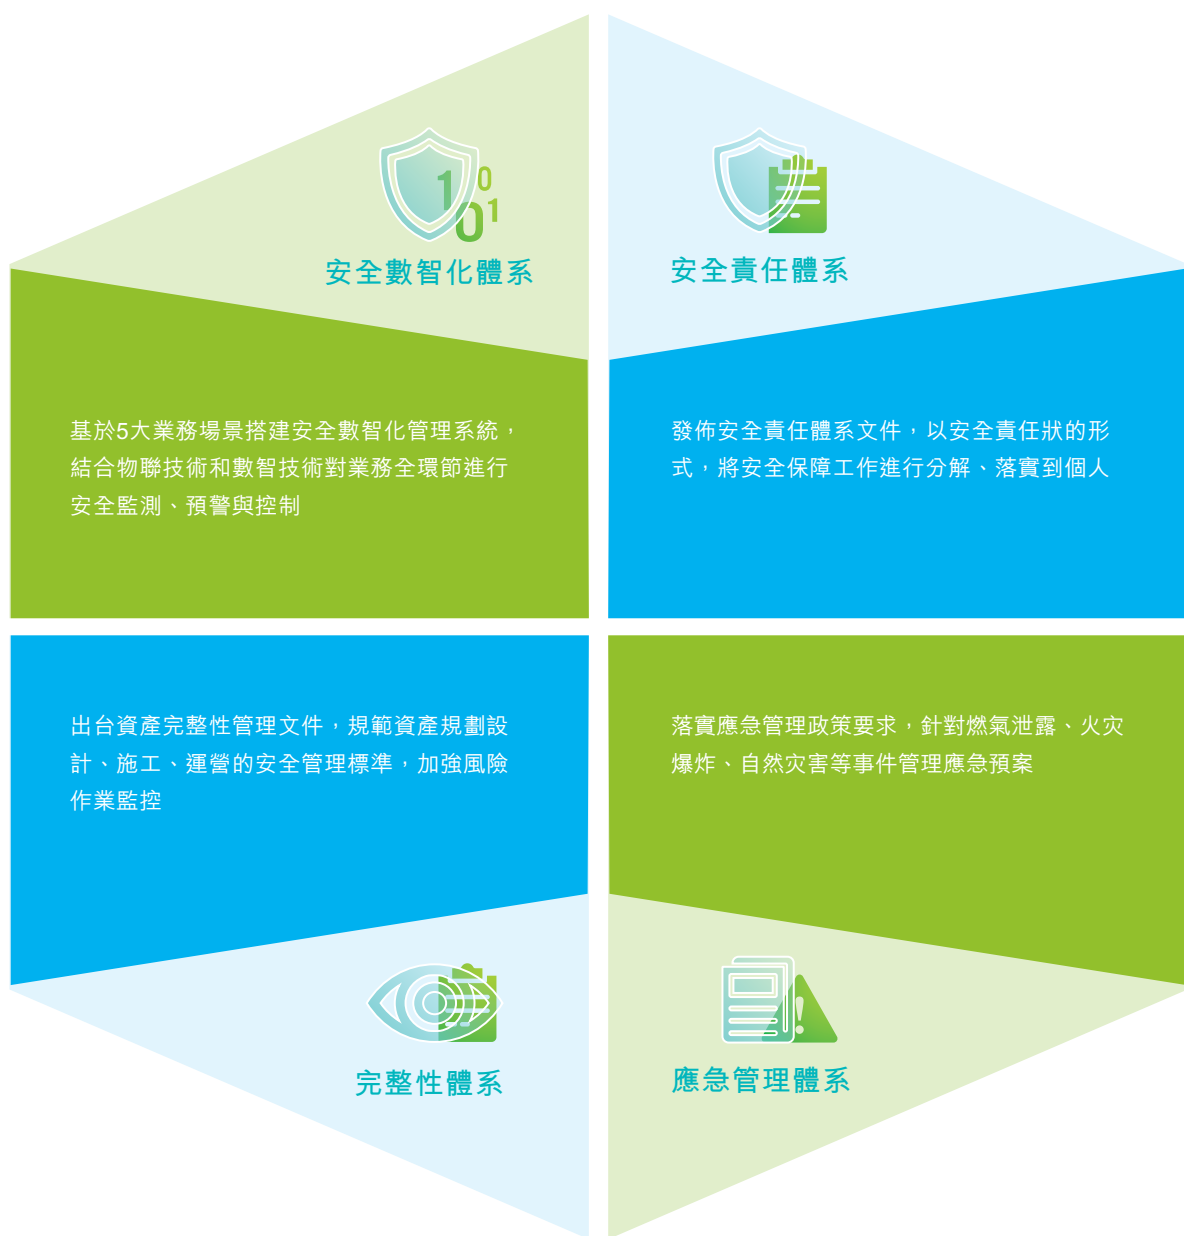 安全數智化體系
基於5大業務場景搭建安全數智化管理系統，
結合物聯技術和數智技術對業務全環節進行
安全監測、預警與控制
安全責任體系
發佈安全責任體系文件，以安全責任狀的形
式，將安全保障工作進行分解、落實到個人
出台資產完整性管理文件，規範資產規劃設
計、施工、運營的安全管理標準，加強風險
作業監控
完整性體系
落實應急管理政策要求，針對燃氣泄露、火灾
爆炸、自然灾害等事件管理應急預案
應急管理體系